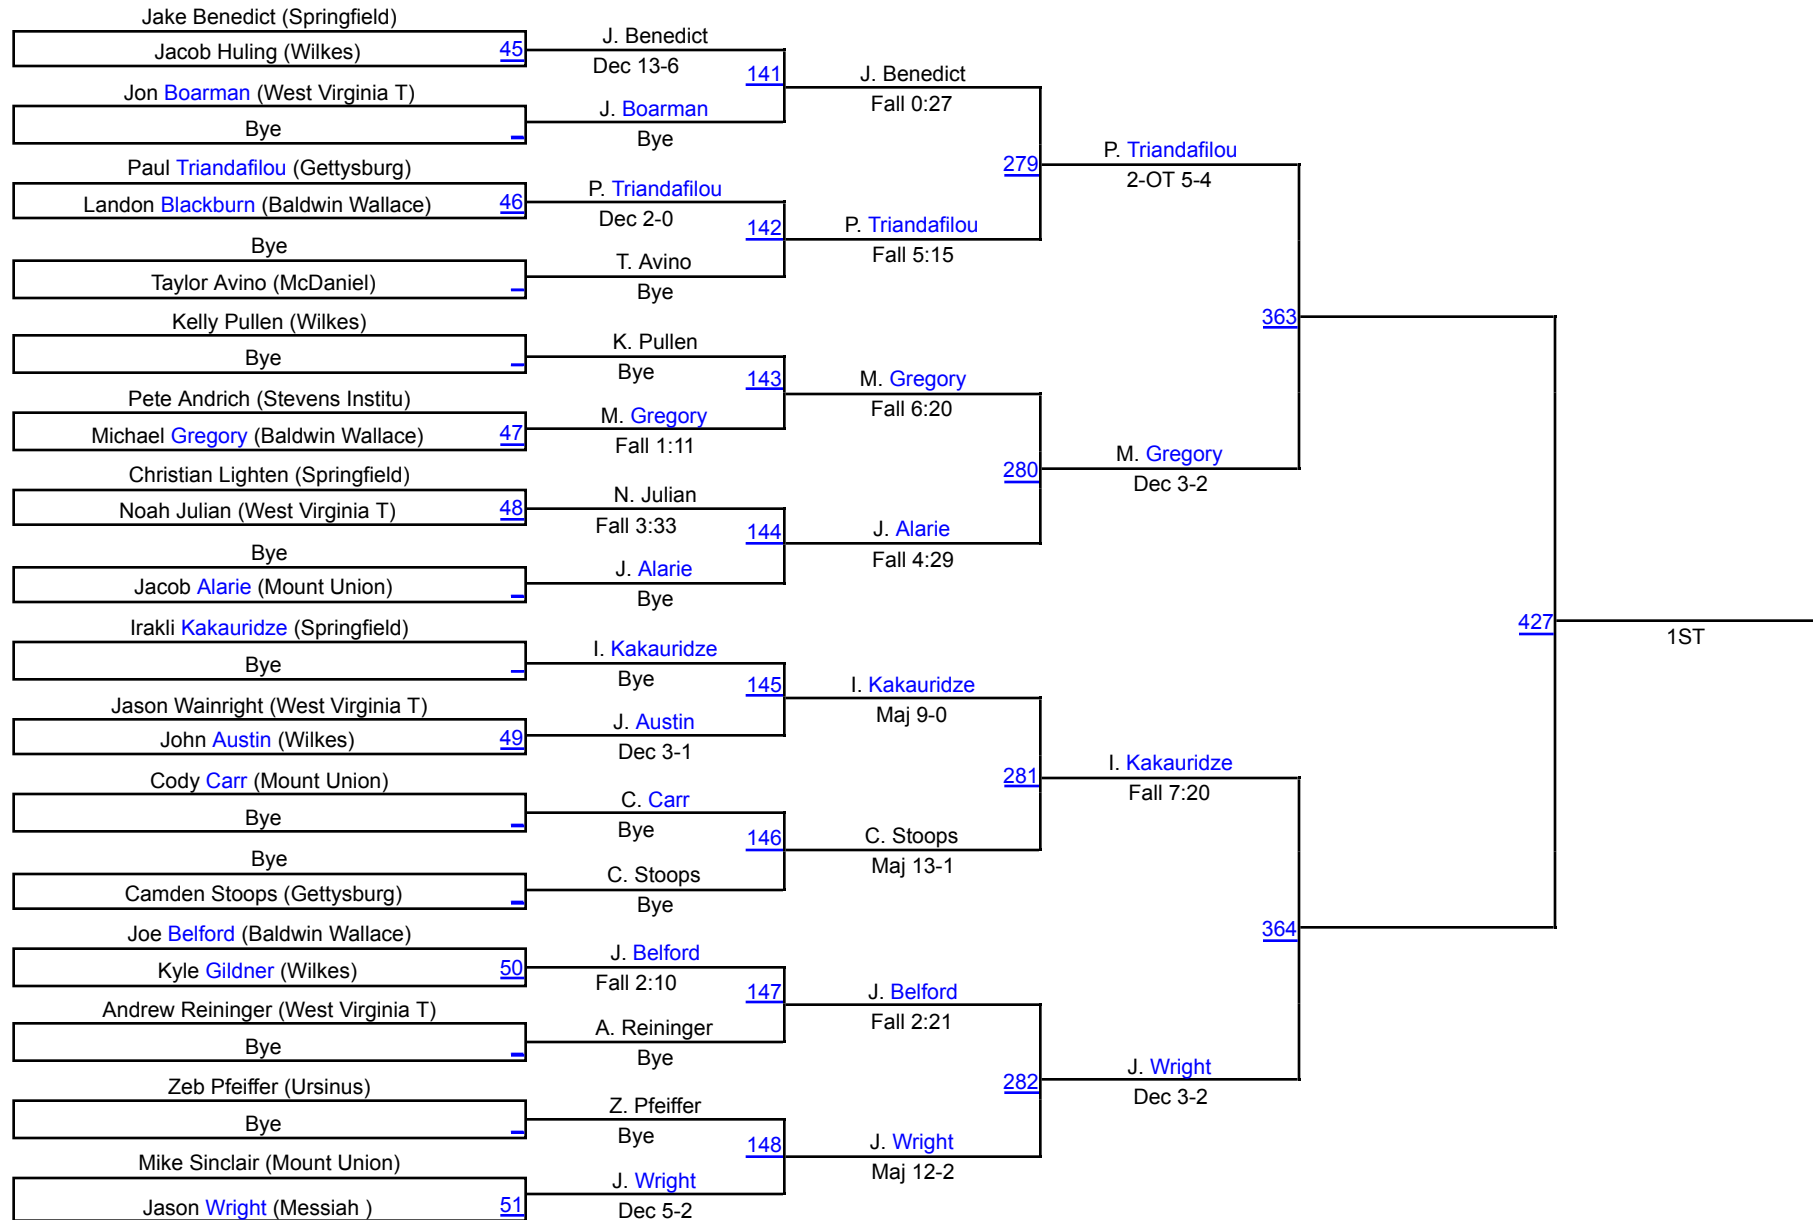 Jake Benedict (Springfield)
Jacob Huling (Wilkes) 45
Jon Boarman (West Virginia T)
Bye
Paul Triandafilou (Gettysburg)
Landon Blackburn (Baldwin Wallace) 46
Bye
Taylor Avino (McDaniel)
Kelly Pullen (Wilkes)
Bye
Pete Andrich (Stevens Institu)
Michael Gregory (Baldwin Wallace) 47
Christian Lighten (Springfield)
Noah Julian (West Virginia T) 48
Bye
Jacob Alarie (Mount Union)
Irakli Kakauridze (Springfield)
Bye
Jason Wainright (West Virginia T)
John Austin (Wilkes) 49
Cody Carr (Mount Union)
Bye
Bye
Camden Stoops (Gettysburg)
Joe Belford (Baldwin Wallace)
Kyle Gildner (Wilkes) 50
Andrew Reininger (West Virginia T)
Bye
Zeb Pfeiffer (Ursinus)
Bye
Mike Sinclair (Mount Union)
Jason Wright (Messiah ) 51
J. Benedict
Dec 13-6
141
J. Boarman
Bye
P. Triandafilou
Dec 2-0
142
T. Avino
Bye
K. Pullen
Bye
143
M. Gregory
Fall 1:11
N. Julian
Fall 3:33
144
J. Alarie
Bye
I. Kakauridze
Bye
145
J. Austin
Dec 3-1
C. Carr
Bye
146
C. Stoops
Bye
J. Belford
Fall 2:10
147
A. Reininger
Bye
Z. Pfeiffer
Bye
148
J. Wright
Dec 5-2
J. Benedict
Fall 0:27
279
P. Triandafilou
Fall 5:15
M. Gregory
Fall 6:20
280
J. Alarie
Fall 4:29
I. Kakauridze
Maj 9-0
281
C. Stoops
Maj 13-1
J. Belford
Fall 2:21
282
J. Wright
Maj 12-2
P. Triandafilou
2-OT 5-4
363
M. Gregory
Dec 3-2
I. Kakauridze
Fall 7:20
364
J. Wright
Dec 3-2
427
1ST